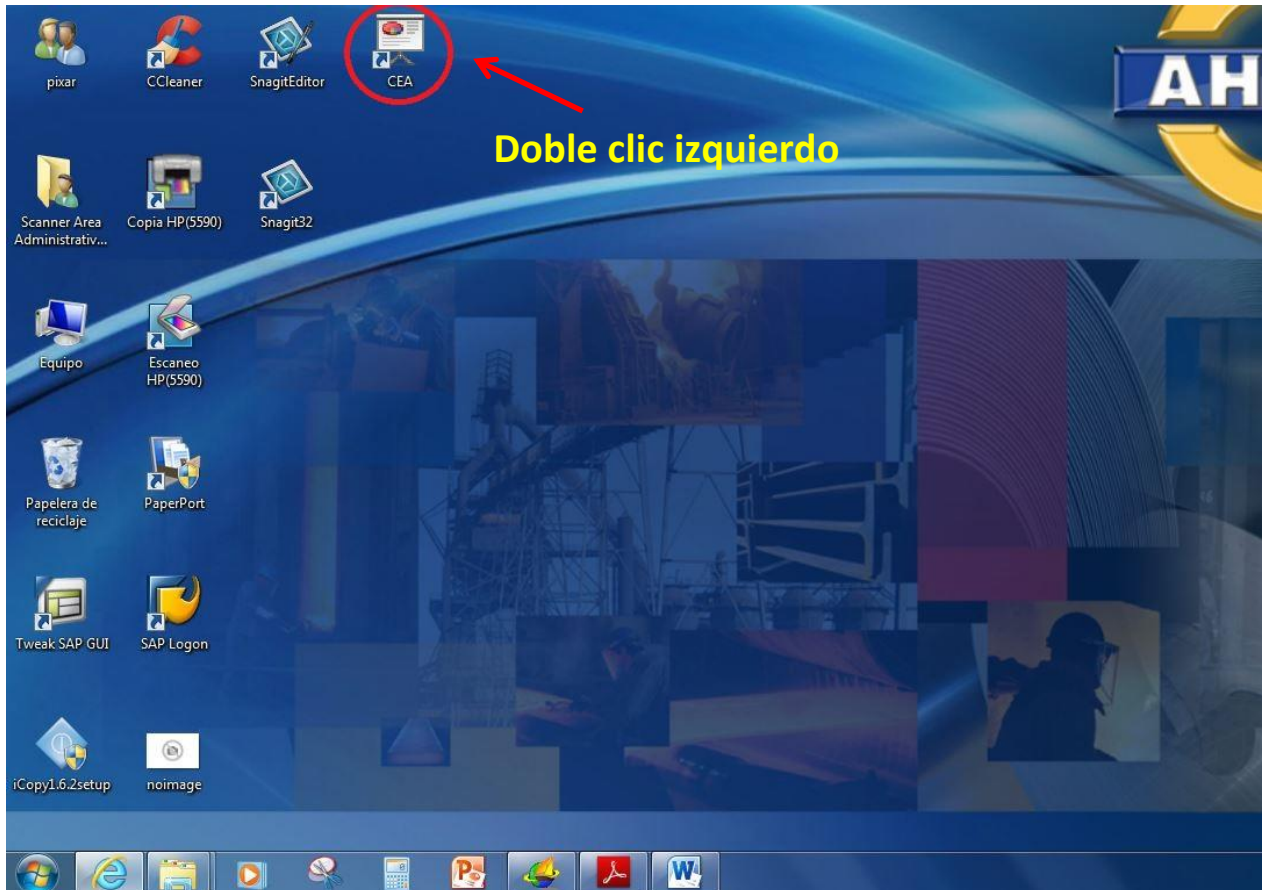 pixar
CCleaner
SnagitEditor
CEA
AH
Doble clic izquierdo
Scanner Area
Administrativ...
Copia HP(5590)
Snagit32
Equipo
Escaneo
HP(5590)
Papelera de
reciclaje
PaperPort
Tweak SAP GUI
SAP Logon
iCopy1.6.2setup
noimage